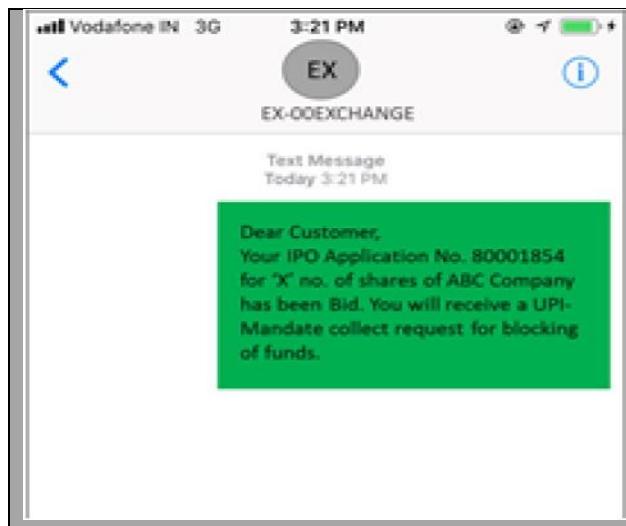 Vodafone IN 3G 3:21 PM
EX
EX-00EXCHANGE
Text Message
Today 3:21 PM
Dear Customer,
Your IPO Application No. 80001854
for 'X' no. of shares of ABC Company
has been Bid. You will receive a UPI-
Mandate collect request for blocking
of funds.